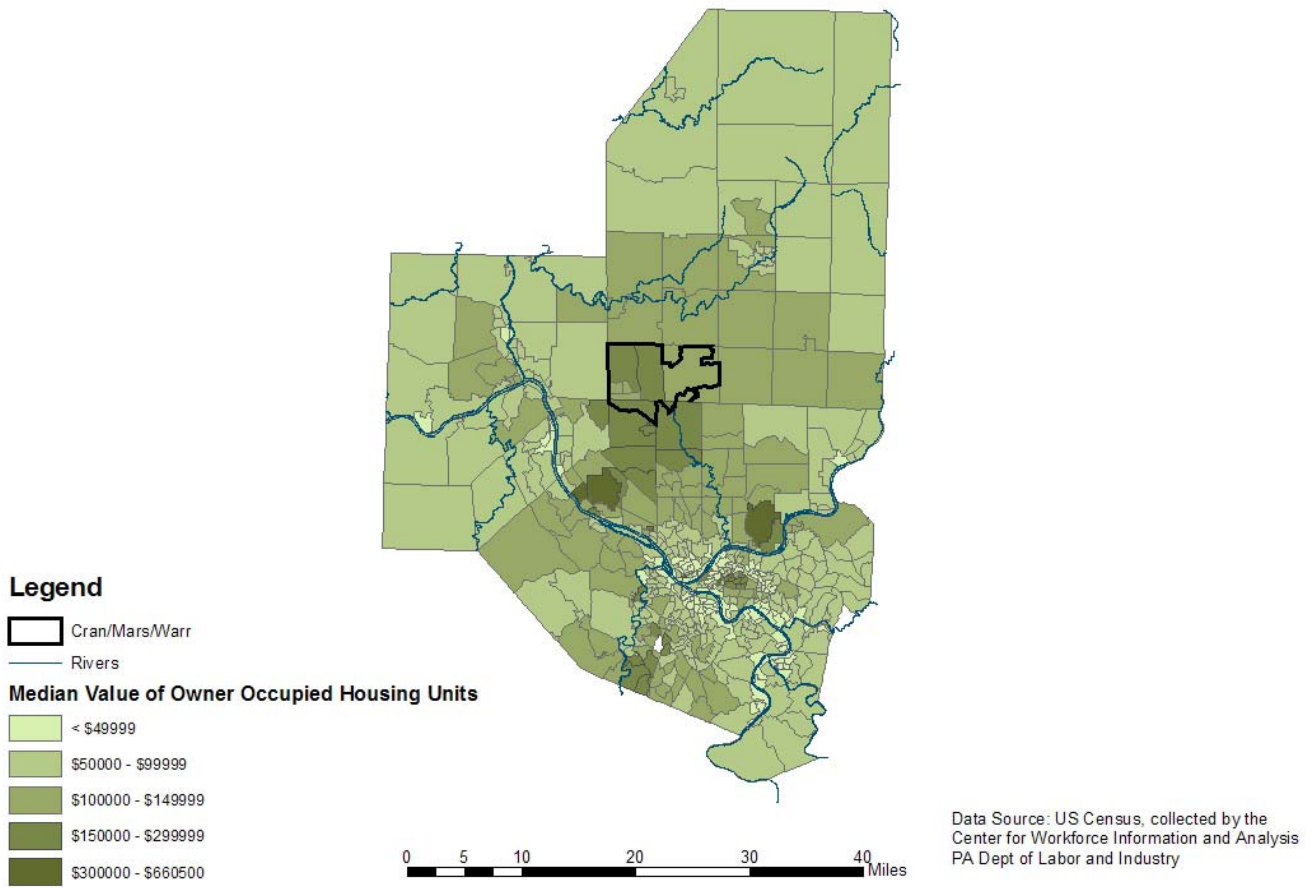 Legend
Cran/Mars/Warr
Rivers
Median Value of Owner Occupied Housing Units
< $49999
$50000 - $99999
$100000 - $149999
$150000 - $299999
$300000 - $660500
0 5 10 20 30 40
Miles
Data Source: US Census, collected by the
Center for Workforce Information and Analysis
PA Dept of Labor and Industry